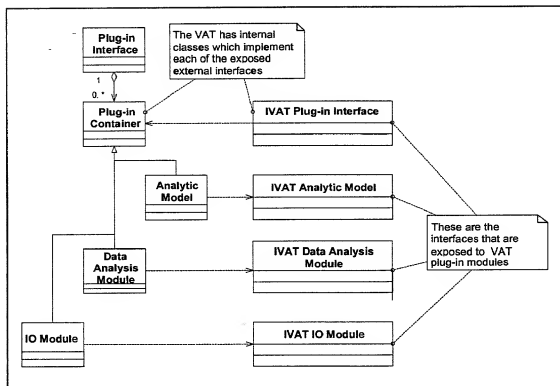 Plug-in
Interface
The VAT has internal
classes which implement
each of the exposed
external interfaces
1
0..*
Plug-in
Container
IVAT Plug-in Interface
Analytic
Model
IVAT Analytic Model
These are the
interfaces that are
exposed to VAT
plug-in modules
Data
Analysis
Module
IVAT Data Analysis
Module
IO Module
IVAT IO Module